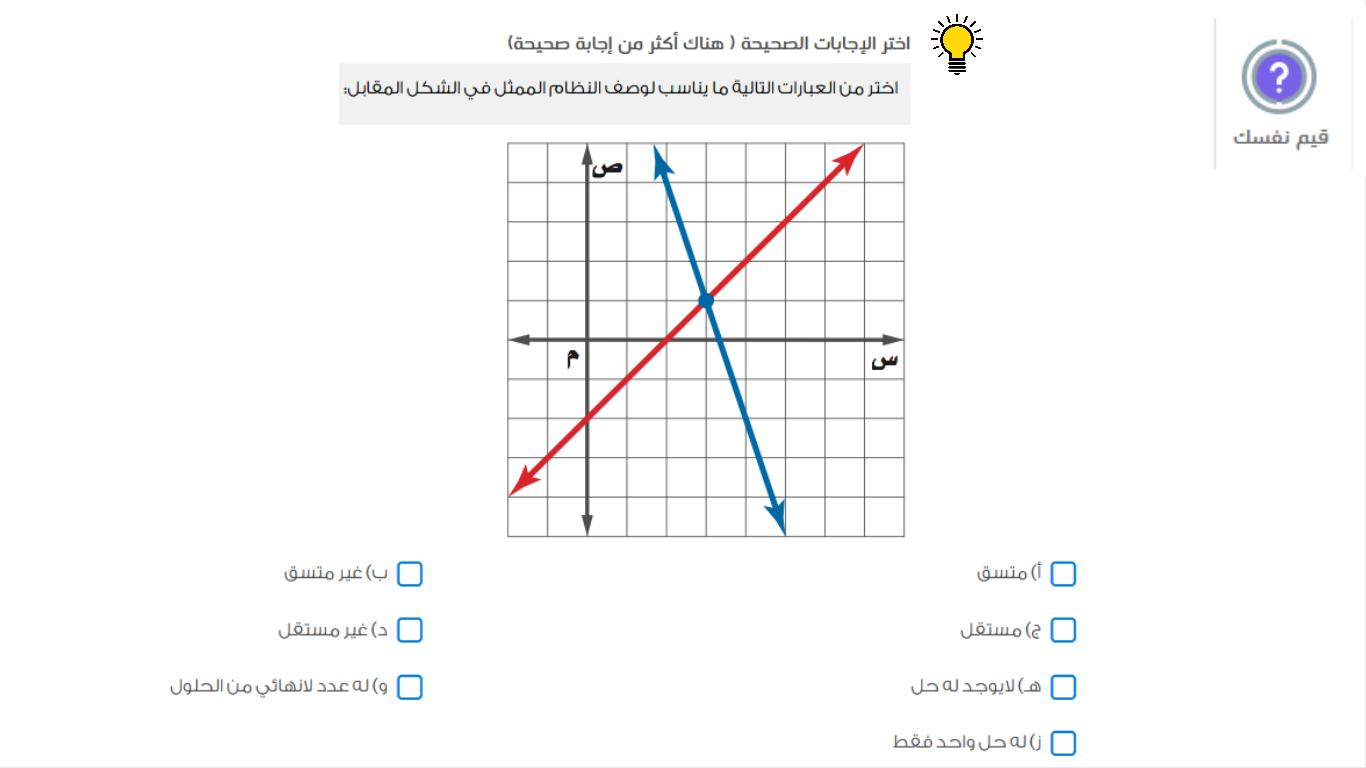 اختر الإجابات الصحيحة ( هناك أكثر من إجابة صحيحة)
?
قيم نفسك
اختر من العبارات التالية ما يناسب لوصف النظام الممثل في الشكل المقابل:
ص
م
س
أ) متسق
ب) غير متسق
ج) مستقل
د) غير مستقل
هـ) لايوجد له حل
و) له عدد لانهائي من الحلول
ز) له حل واحد فقط